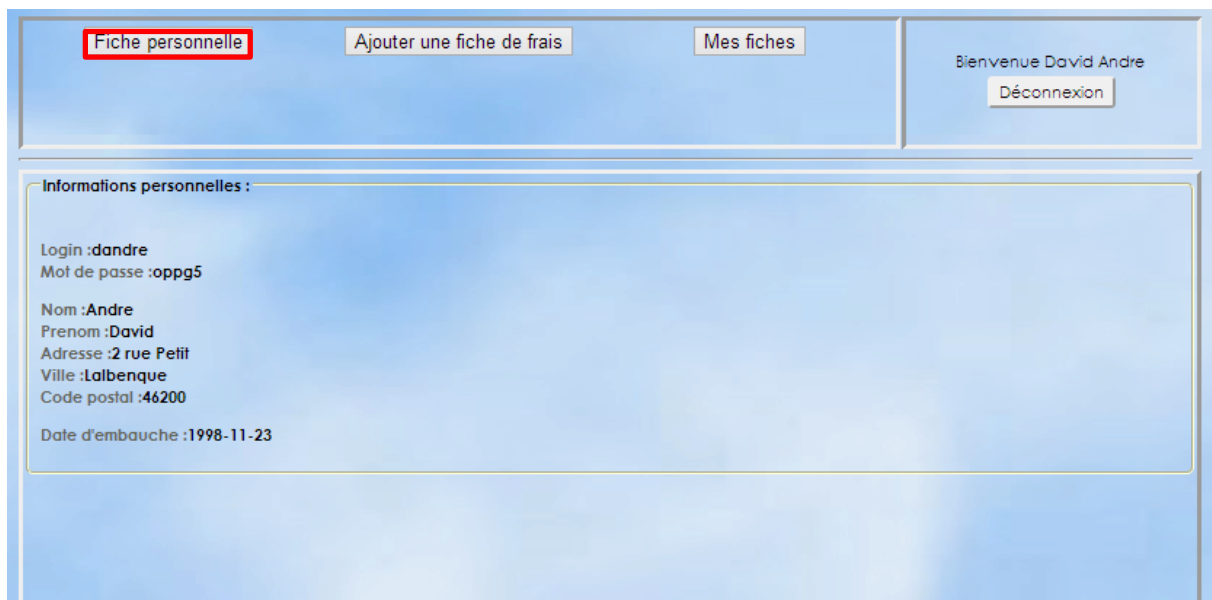 Fiche personnelle Ajouter une fiche de frais Mes fiches
Bienvenue David Andre
Déconnexion
Informations personnelles :
Login :dandre
Mot de passe :oppg5
Nom :Andre
Prenom :David
Adresse :2 rue Petit
Ville :Lalbenque
Code postal :46200
Date d'embauche :1998-11-23